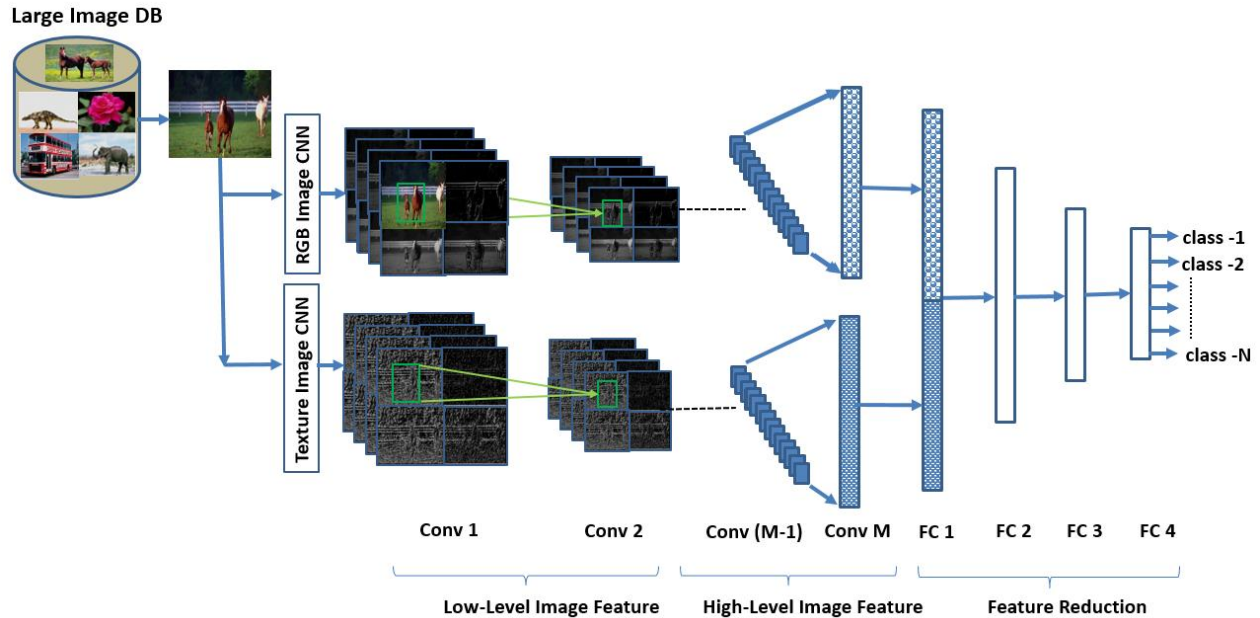 Large Image DB
RGB Image CNN
Texture Image CNN
class -1
class -2
class -N
Conv 1
Conv 2
Conv (M-1)
Conv M
FC 1
FC 2
FC 3
FC 4
Low-Level Image Feature
High-Level Image Feature
Feature Reduction